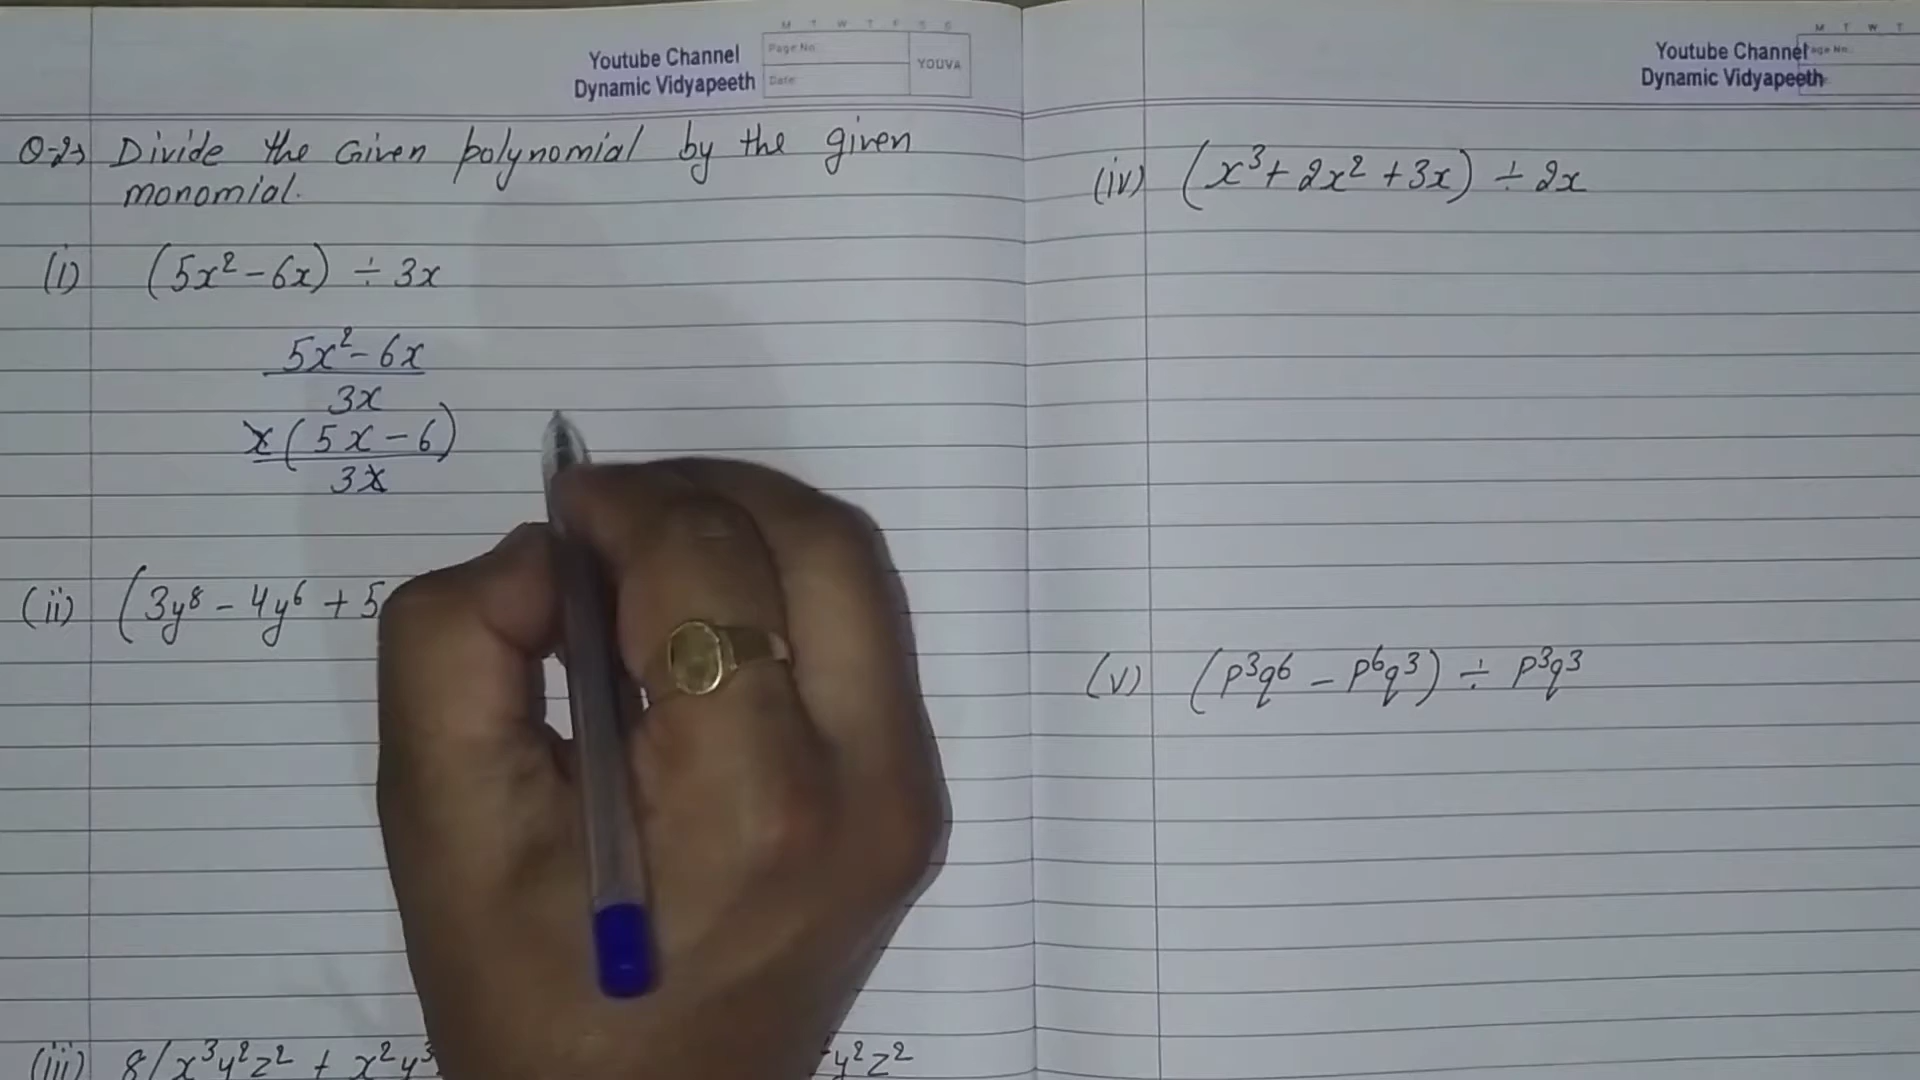 M T W T F S S
Youtube Channel
Dynamic Vidyapeeth
Page No.
Date
YOUVA
Q-2→ Divide the Given polynomial by the given
monomial.
(i) (5x² - 6x) ÷ 3x
5x² - 6x
3x
x(5x - 6)
3x
(ii) (3y⁸ - 4y⁶ + 5
(iii) 8(x³y²z² + x²y³ y²z²
M T W T
Youtube Channel
Dynamic Vidyapeeth
(iv) (x³ + 2x² + 3x) ÷ 2x
(v) (p³q⁶ - p⁶q³) ÷ p³q³